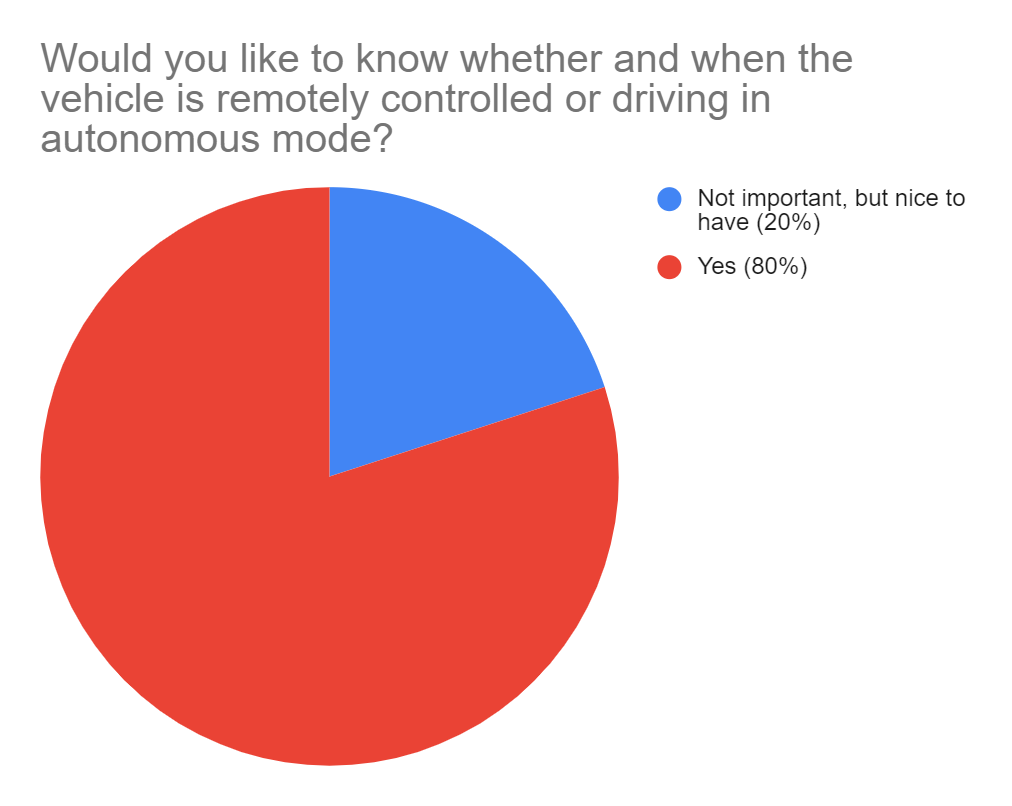 Would you like to know whether and when the
vehicle is remotely controlled or driving in
autonomous mode?
Not important, but nice to
have (20%)
Yes (80%)